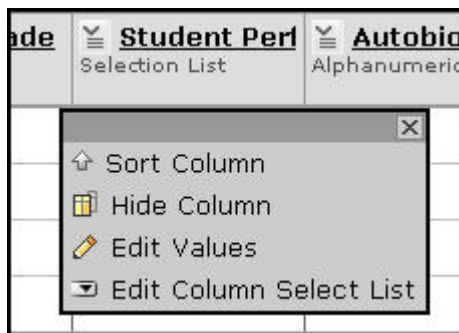 ade Student Perf Autobio
Selection List Alphanumeric
Sort Column
Hide Column
Edit Values
Edit Column Select List